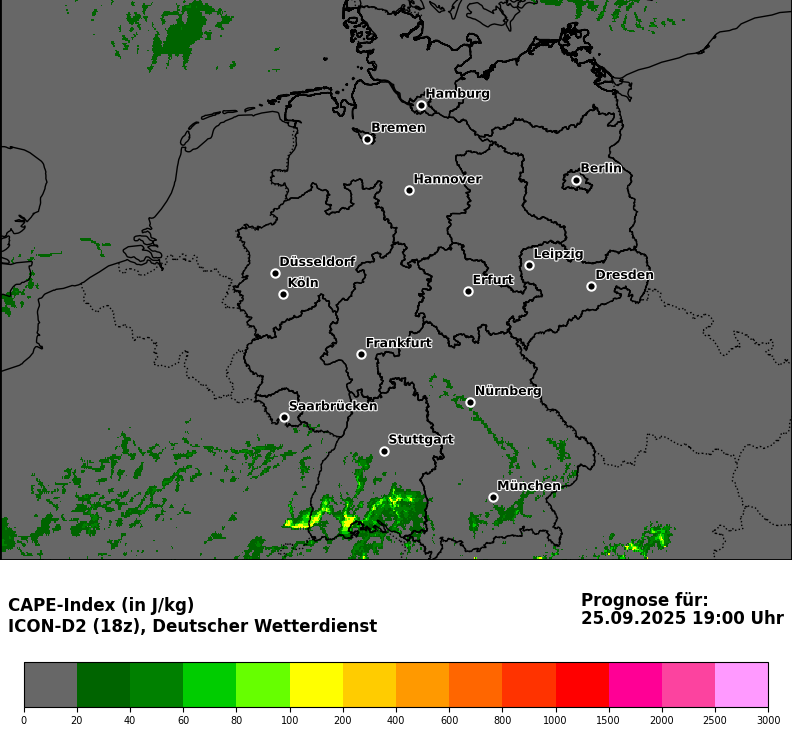 Hamburg
Bremen
Berlin
Hannover
Leipzig
Düsseldorf
Dresden
Erfurt
Köln
Frankfurt
Nürnberg
Saarbrücken
Stuttgart
München
CAPE-Index (in J/kg)
ICON-D2 (18z), Deutscher Wetterdienst
Prognose für:
25.09.2025 19:00 Uhr
0 20 40 60 80 100 200 400 600 800 1000 1500 2000 2500 3000